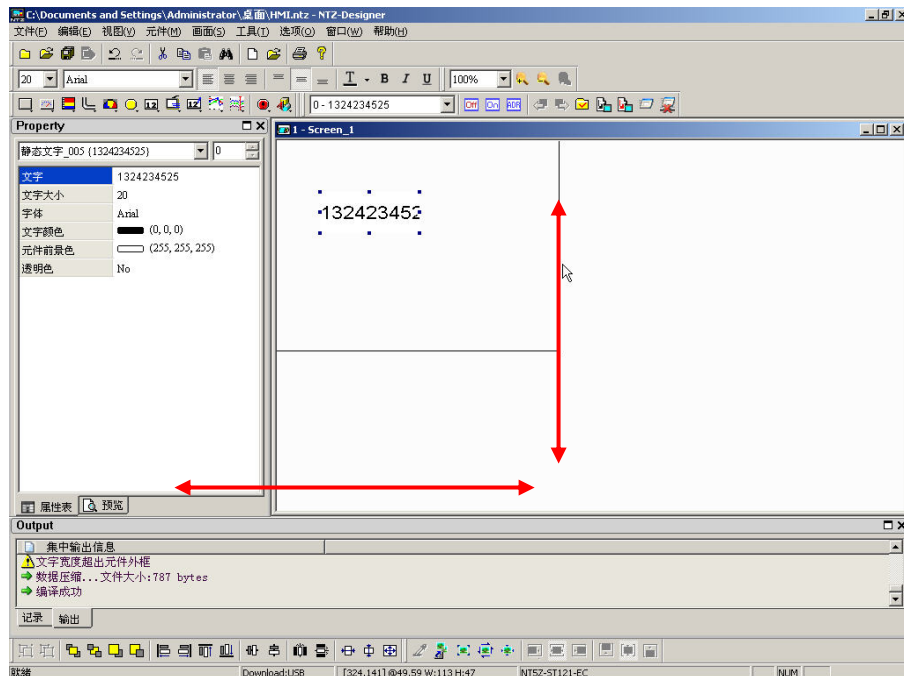 C:\Documents and Settings\Administrator\桌面\HMI.ntz - NTZ-Designer
文件(F) 编辑(E) 视图(V) 元件(M) 画面(S) 工具(T) 选项(O) 窗口(W) 帮助(H)
20 Arial T B I U 100%
0 - 1324234525 Off On ADR
Property
1 - Screen_1
静态文字_005 {1324234525} 0
文字 1324234525
文字大小 20
字体 Arial
文字颜色 (0, 0, 0)
元件前景色 (255, 255, 255)
透明色 No
132423452
属性表 预览
Output
集中输出信息
文字宽度超出元件外框
数据压缩...文件大小:787 bytes
编译成功
记录 输出
就绪 Download:USB [324,141] @49,59 W:113 H:47 NT5Z-ST121-EC NUM